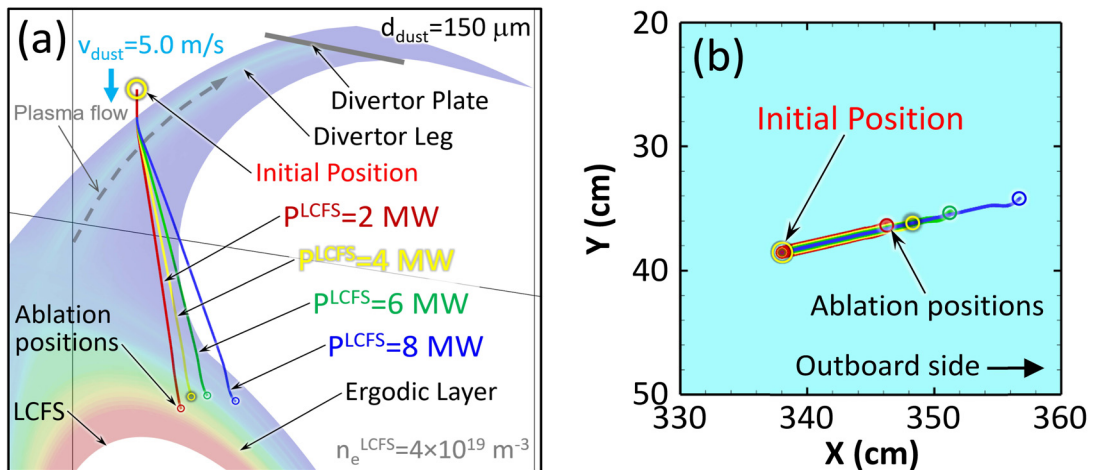 (a)
d_dust=150 μm
v_dust=5.0 m/s
Plasma flow
Divertor Plate
Divertor Leg
Initial Position
P^LCFS=2 MW
P^LCFS=4 MW
P^LCFS=6 MW
P^LCFS=8 MW
Ablation
positions
LCFS
Ergodic Layer
n_e^LCFS=4×10^19 m^-3
(b)
Initial Position
Ablation positions
Outboard side
20
30
40
50
Y (cm)
330
340
350
360
X (cm)